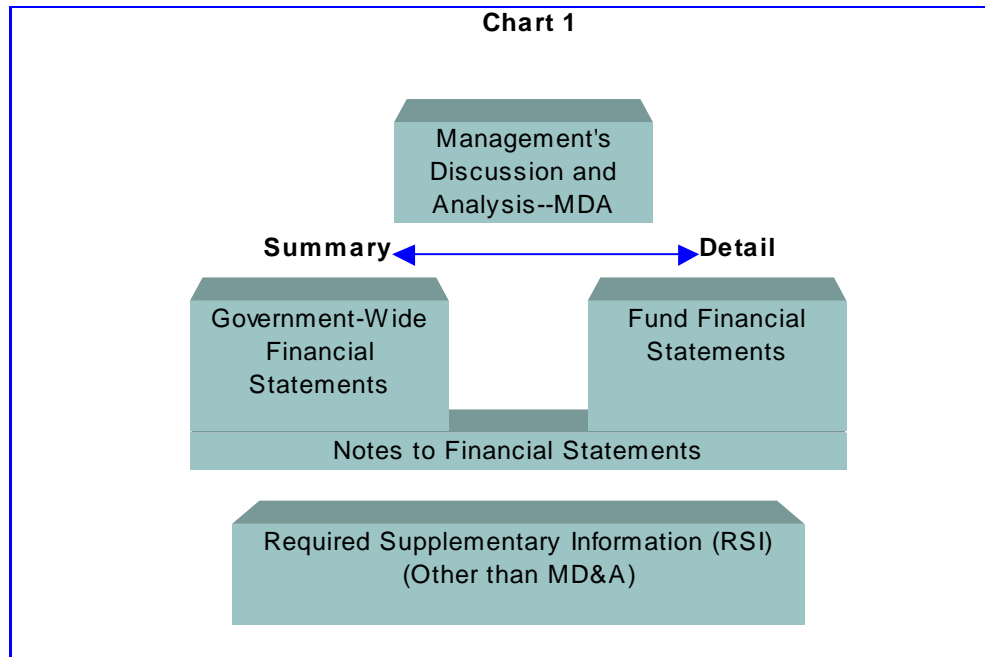 Chart 1
Management's
Discussion and
Analysis--MDA
Summary Detail
Government-Wide
Financial
Statements
Fund Financial
Statements
Notes to Financial Statements
Required Supplementary Information (RSI)
(Other than MD&A)